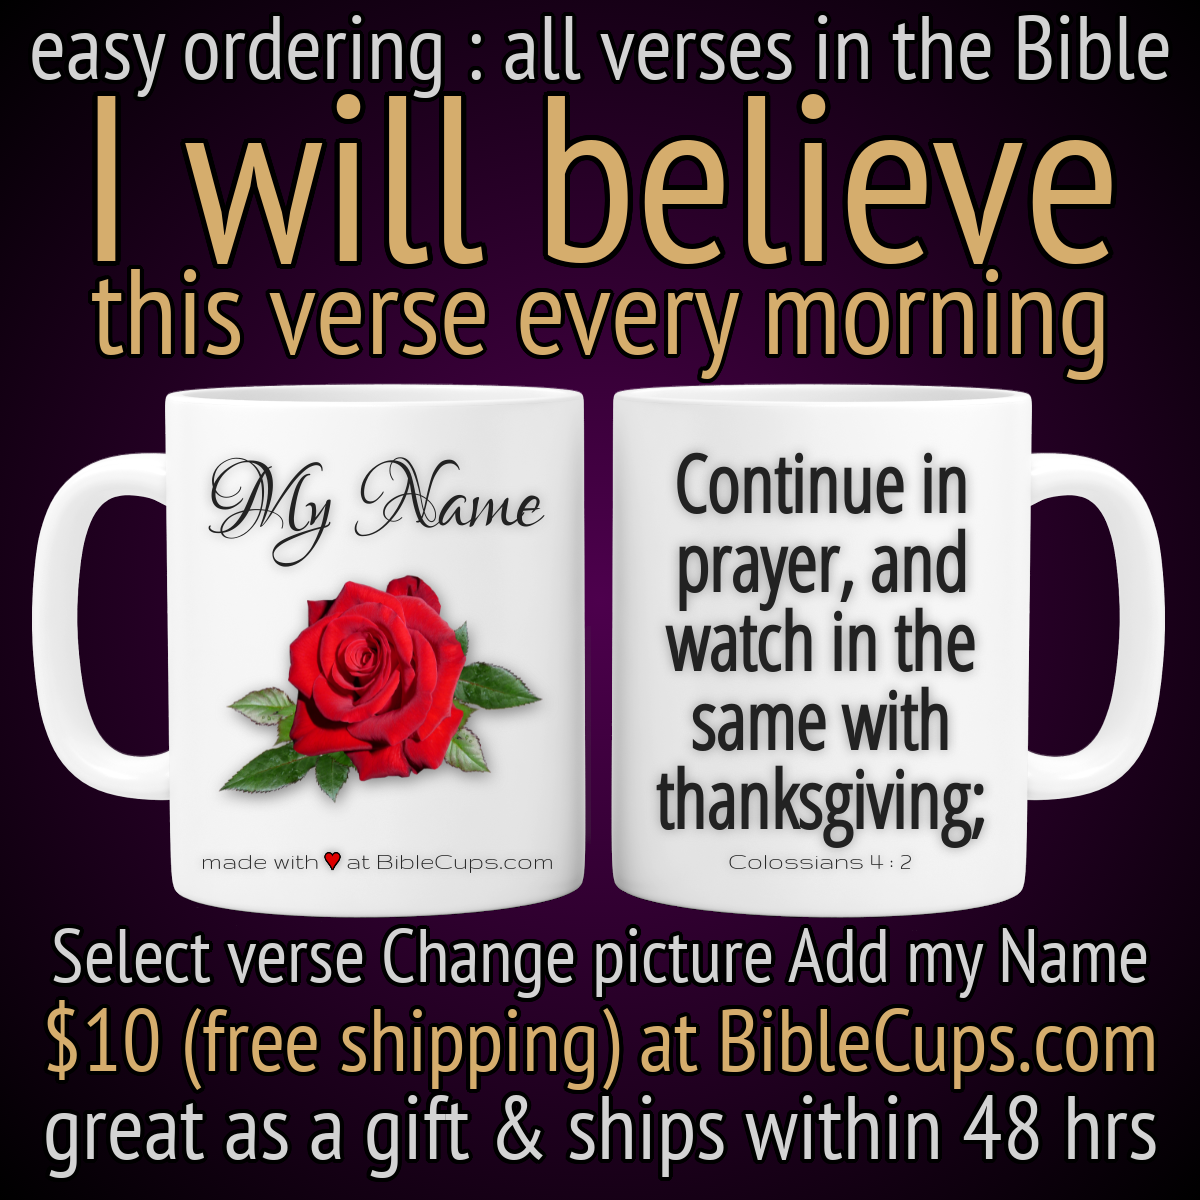 easy ordering : all verses in the Bible
I will believe
this verse every morning
My Name
made with at BibleCups.com
Continue in
prayer, and
watch in the
same with
thanksgiving;
Colossians 4:2
Select verse Change picture Add my Name
$10 (free shipping) at BibleCups.com
great as a gift & ships within 48 hrs